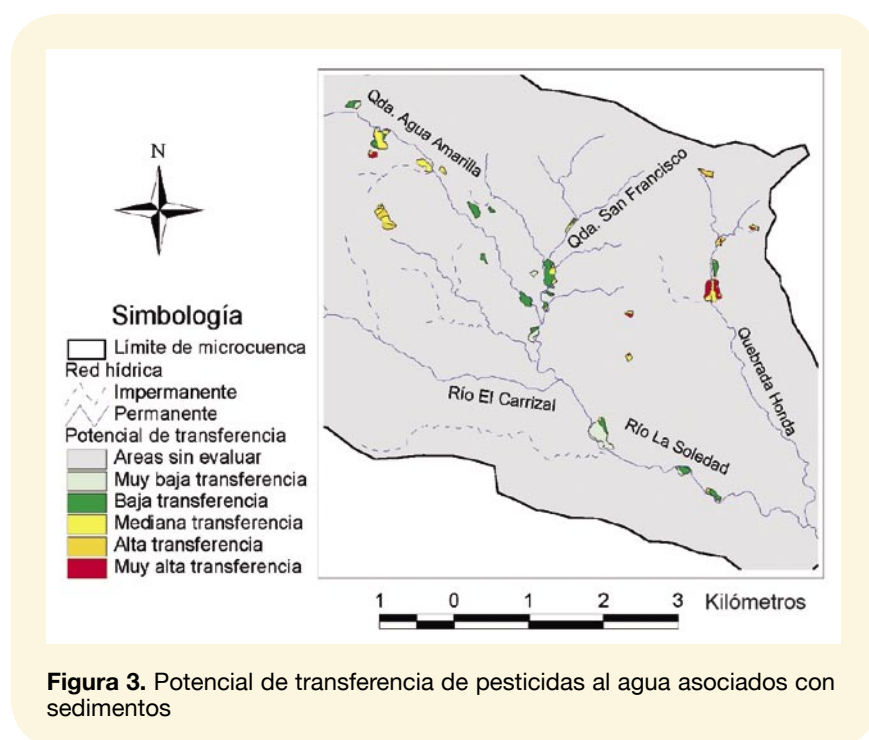 N
Simbología
Límite de microcuenca
Red hídrica
Impermanente
Permanente
Potencial de transferencia
Areas sin evaluar
Muy baja transferencia
Baja transferencia
Mediana transferencia
Alta transferencia
Muy alta transferencia
Qda. Agua Amarilla
Qda. San Francisco
Quebrada Honda
Río El Carrizal
Río La Soledad
1 0 1 2 3 Kilómetros
Figura 3. Potencial de transferencia de pesticidas al agua asociados con
sedimentos